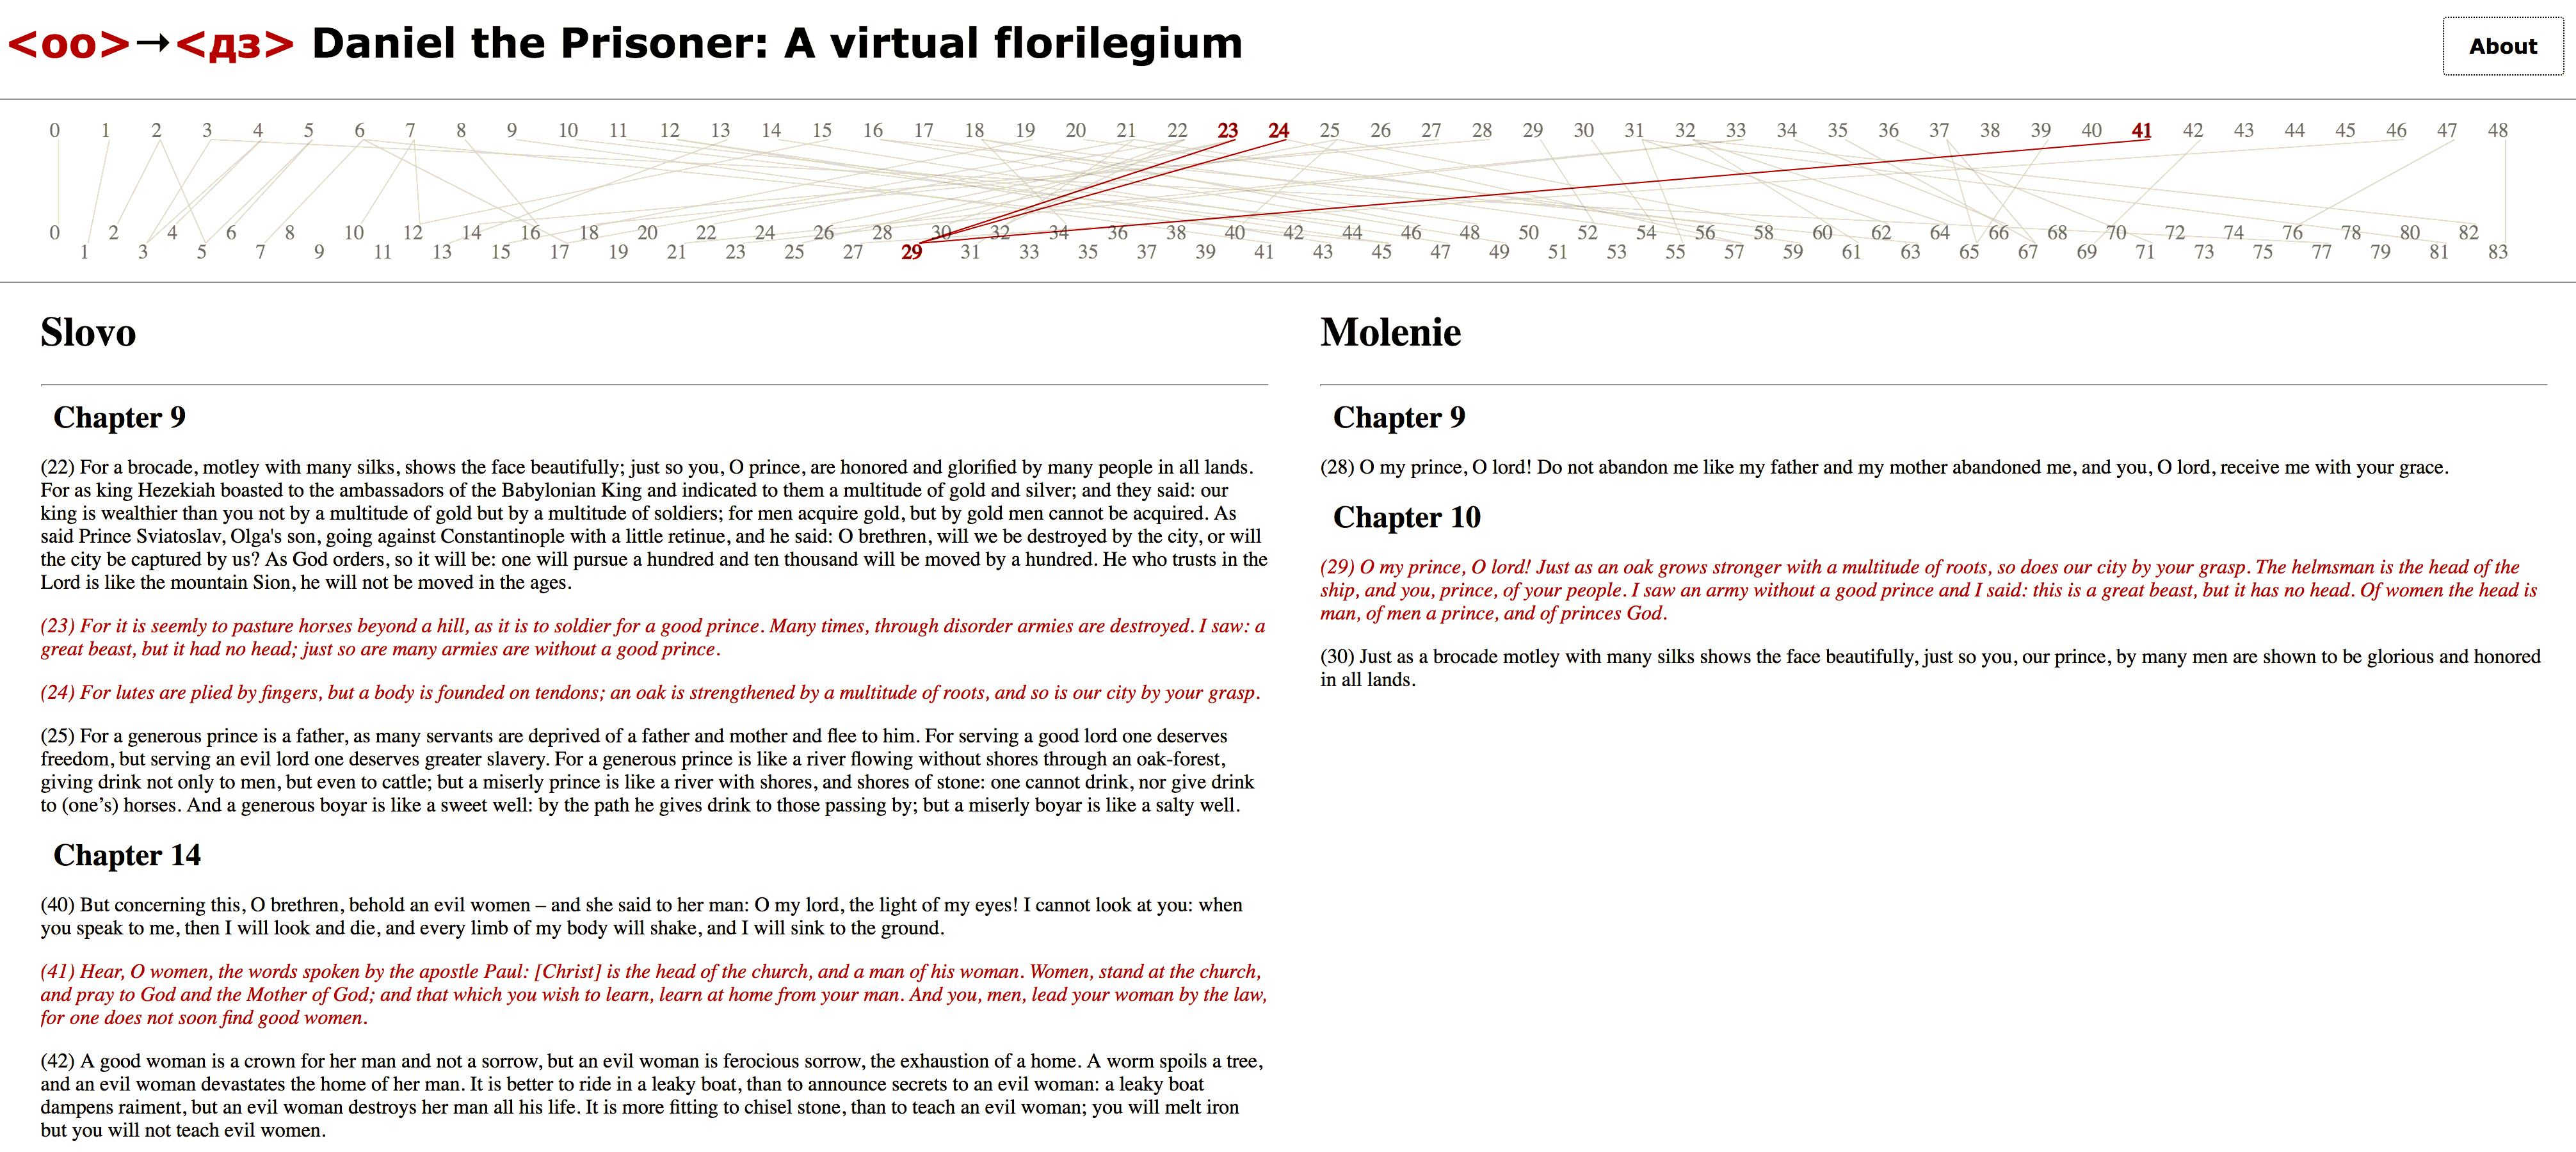 <оо>→<дз> Daniel the Prisoner: A virtual florilegium
About
0 1 2 3 4 5 6 7 8 9 10 11 12 13 14 15 16 17 18 19 20 21 22 23 24 25 26 27 28 29 30 31 32 33 34 35 36 37 38 39 40 41 42 43 44 45 46 47 48
0 2 4 6 8 10 12 14 16 18 20 22 24 26 28 30 32 34 36 38 40 42 44 46 48 50 52 54 56 58 60 62 64 66 68 70 72 74 76 78 80 82
1 3 5 7 9 11 13 15 17 19 21 23 25 27 29 31 33 35 37 39 41 43 45 47 49 51 53 55 57 59 61 63 65 67 69 71 73 75 77 79 81 83
Slovo
Chapter 9
(22) For a brocade, motley with many silks, shows the face beautifully; just so you, O prince, are honored and glorified by many people in all lands.
For as king Hezekiah boasted to the ambassadors of the Babylonian King and indicated to them a multitude of gold and silver; and they said: our
king is wealthier than you not by a multitude of gold but by a multitude of soldiers; for men acquire gold, but by gold men cannot be acquired. As
said Prince Sviatoslav, Olga's son, going against Constantinople with a little retinue, and he said: O brethren, will we be destroyed by the city, or will
the city be captured by us? As God orders, so it will be: one will pursue a hundred and ten thousand will be moved by a hundred. He who trusts in the
Lord is like the mountain Sion, he will not be moved in the ages.
(23) For it is seemly to pasture horses beyond a hill, as it is to soldier for a good prince. Many times, through disorder armies are destroyed. I saw: a
great beast, but it had no head; just so are many armies are without a good prince.
(24) For lutes are plied by fingers, but a body is founded on tendons; an oak is strengthened by a multitude of roots, and so is our city by your grasp.
(25) For a generous prince is a father, as many servants are deprived of a father and mother and flee to him. For serving a good lord one deserves
freedom, but serving an evil lord one deserves greater slavery. For a generous prince is like a river flowing without shores through an oak-forest,
giving drink not only to men, but even to cattle; but a miserly prince is like a river with shores, and shores of stone: one cannot drink, nor give drink
to (one’s) horses. And a generous boyar is like a sweet well: by the path he gives drink to those passing by; but a miserly boyar is like a salty well.
Chapter 14
(40) But concerning this, O brethren, behold an evil women – and she said to her man: O my lord, the light of my eyes! I cannot look at you: when
you speak to me, then I will look and die, and every limb of my body will shake, and I will sink to the ground.
(41) Hear, O women, the words spoken by the apostle Paul: [Christ] is the head of the church, and a man of his woman. Women, stand at the church,
and pray to God and the Mother of God; and that which you wish to learn, learn at home from your man. And you, men, lead your woman by the law,
for one does not soon find good women.
(42) A good woman is a crown for her man and not a sorrow, but an evil woman is ferocious sorrow, the exhaustion of a home. A worm spoils a tree,
and an evil woman devastates the home of her man. It is better to ride in a leaky boat, than to announce secrets to an evil woman: a leaky boat
dampens raiment, but an evil woman destroys her man all his life. It is more fitting to chisel stone, than to teach an evil woman; you will melt iron
but you will not teach evil women.
Molenie
Chapter 9
(28) O my prince, O lord! Do not abandon me like my father and my mother abandoned me, and you, O lord, receive me with your grace.
Chapter 10
(29) O my prince, O lord! Just as an oak grows stronger with a multitude of roots, so does our city by your grasp. The helmsman is the head of the
ship, and you, prince, of your people. I saw an army without a good prince and I said: this is a great beast, but it has no head. Of women the head is
man, of men a prince, and of princes God.
(30) Just as a brocade motley with many silks shows the face beautifully, just so you, our prince, by many men are shown to be glorious and honored
in all lands.